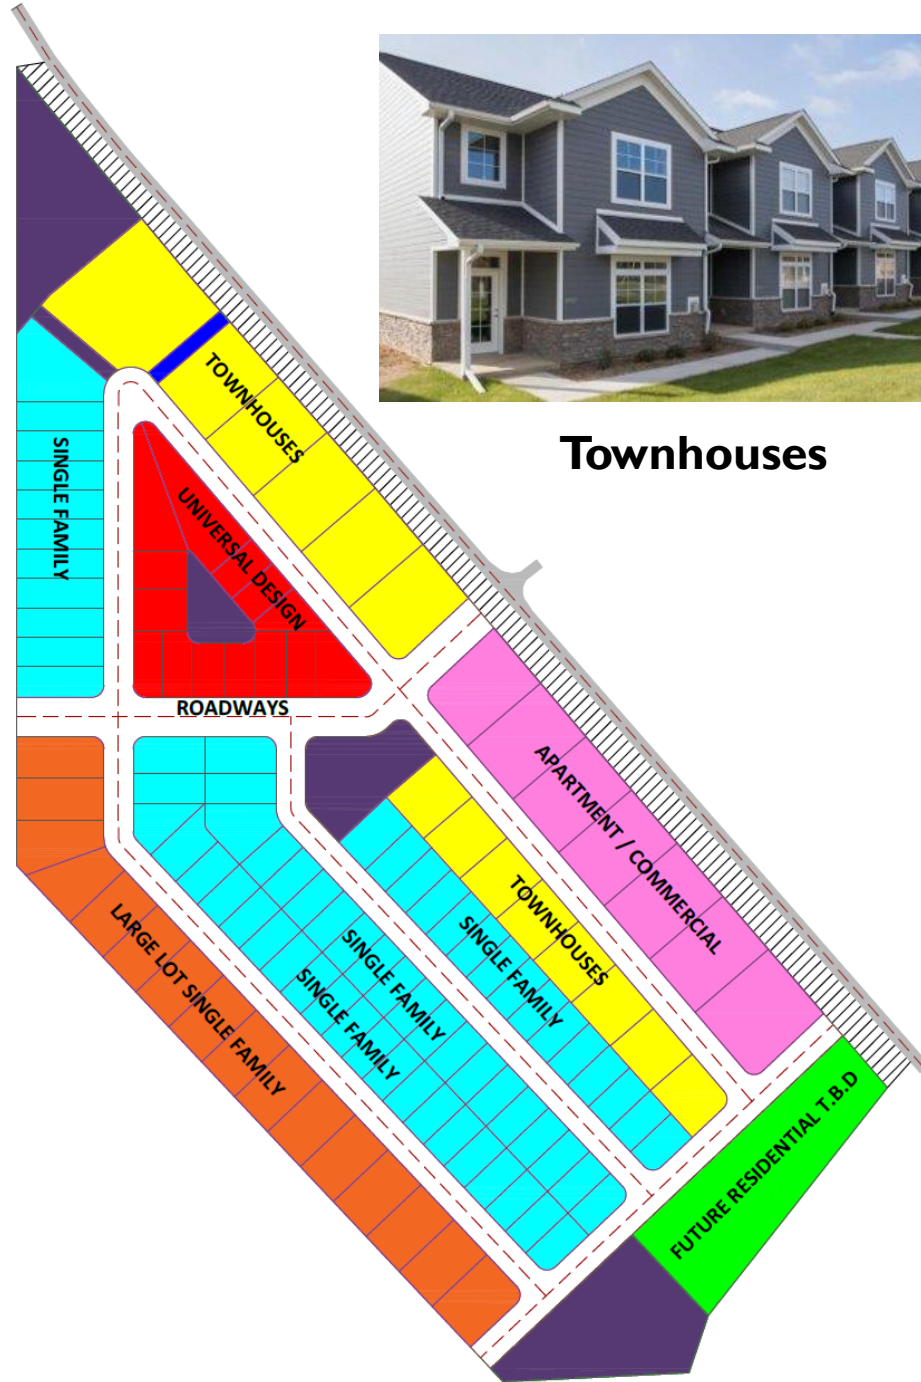 Townhouses
TOWNHOUSES
SINGLE FAMILY
UNIVERSAL DESIGN
ROADWAYS
APARTMENT / COMMERCIAL
TOWNHOUSES
SINGLE FAMILY
SINGLE FAMILY
SINGLE FAMILY
LARGE LOT SINGLE FAMILY
FUTURE RESIDENTIAL T.B.D